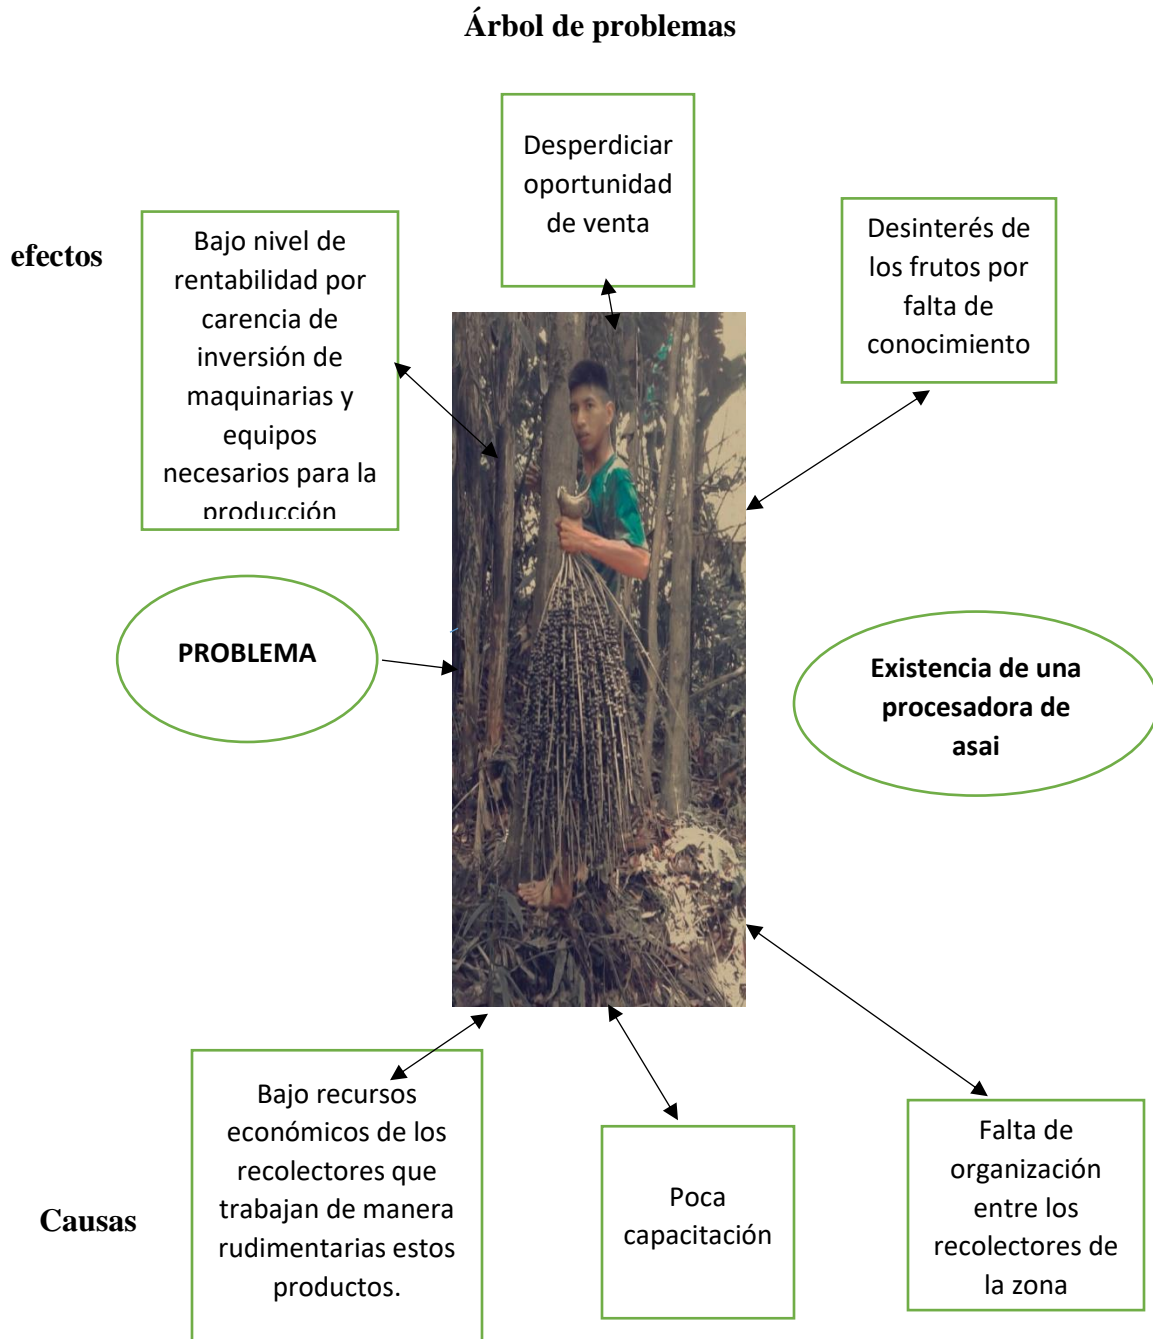 Árbol de problemas
Desperdiciar
oportunidad
de venta
efectos
Bajo nivel de
rentabilidad por
carencia de
inversión de
maquinarias y
equipos
necesarios para la
producción
Desinterés de
los frutos por
falta de
conocimiento
PROBLEMA
Existencia de una
procesadora de
asai
Causas
Bajo recursos
económicos de los
recolectores que
trabajan de manera
rudimentarias estos
productos.
Poca
capacitación
Falta de
organización
entre los
recolectores de
la zona